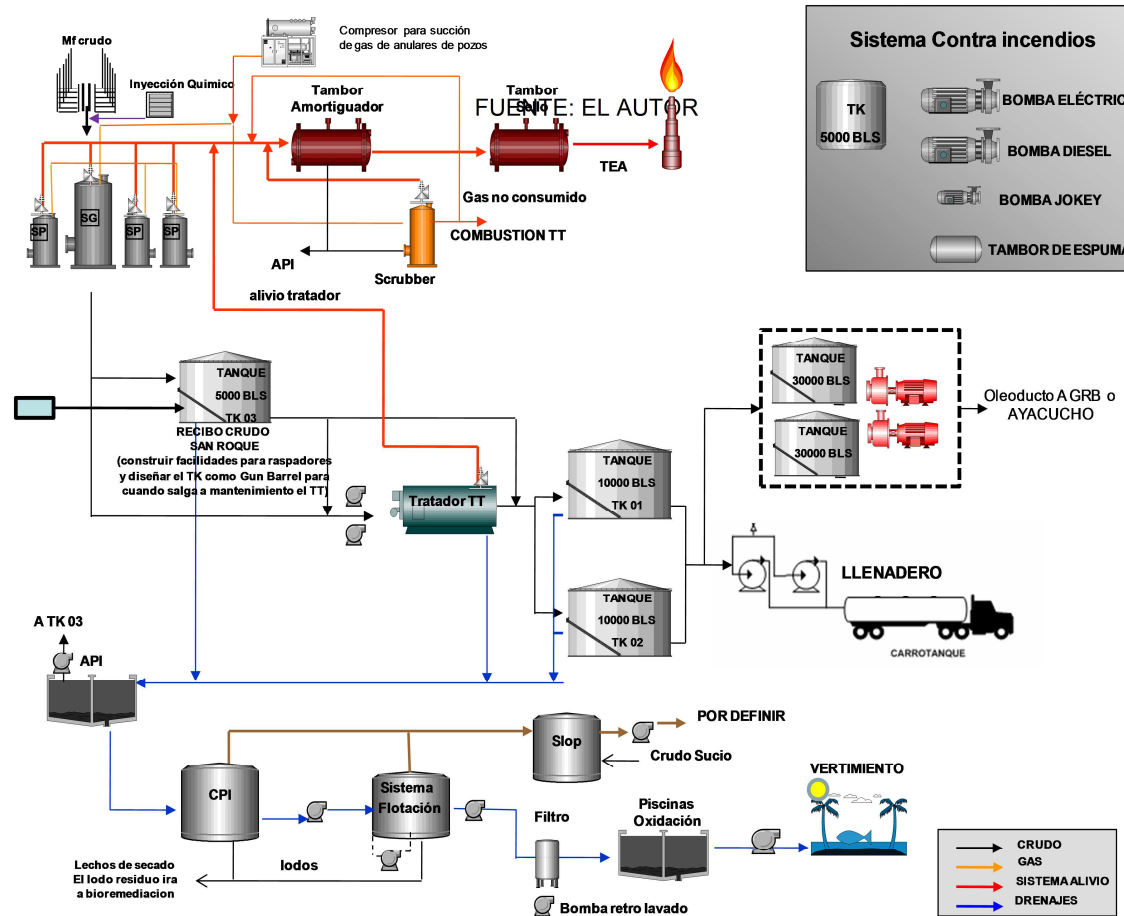 Mf crudo
Inyección Quimico
Compresor para succión
de gas de anulares de pozos
Tambor
Amortiguador
Tambor
Sello
FUENTE: EL AUTOR
TEA
Gas no consumido
COMBUSTION TT
API
Scrubber
alivio tratador
SP
SG
SP
SP
Sistema Contra incendios
TK
5000 BLS
BOMBA ELÉCTRIC
BOMBA DIESEL
BOMBA JOKEY
TAMBOR DE ESPUMA
TANQUE
5000 BLS
TK 03
RECIBO CRUDO
SAN ROQUE
(construir facilidades para raspadores
y diseñar el TK como Gun Barrel para
cuando salga a mantenimiento el TT)
Tratador TT
TANQUE
10000 BLS
TK 01
TANQUE
10000 BLS
TK 02
TANQUE
30000 BLS
TANQUE
30000 BLS
Oleoducto A GRB o
AYACUCHO
LLENADERO
CARROTANQUE
A TK 03
API
CPI
Sistema
Flotación
Slop
POR DEFINIR
Crudo Sucio
VERTIMIENTO
Filtro
Piscinas
Oxidación
lodos
Lechos de secado
El lodo residuo ira
a bioremediacion
Bomba retro lavado
CRUDO
GAS
SISTEMA ALIVIO
DRENAJES